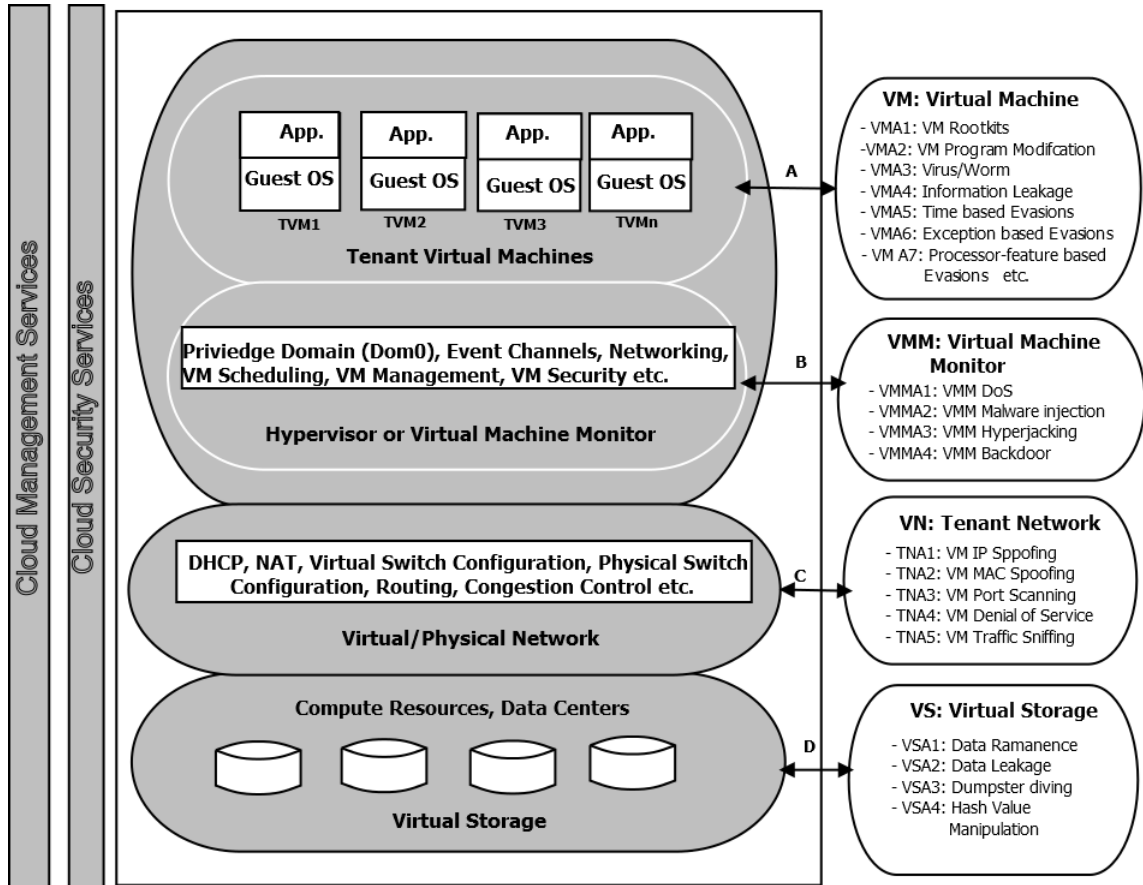 Cloud Management Services
Cloud Security Services
App.
App.
App.
App.
Guest OS
Guest OS
Guest OS
Guest OS
TVM1
TVM2
TVM3
TVMn
Tenant Virtual Machines
Priviedge Domain (Dom0), Event Channels, Networking,
VM Scheduling, VM Management, VM Security etc.
Hypervisor or Virtual Machine Monitor
DHCP, NAT, Virtual Switch Configuration, Physical Switch
Configuration, Routing, Congestion Control etc.
Virtual/Physical Network
Compute Resources, Data Centers
Virtual Storage
A
VM: Virtual Machine
- VMA1: VM Rootkits
-VMA2: VM Program Modifcation
- VMA3: Virus/Worm
- VMA4: Information Leakage
- VMA5: Time based Evasions
- VMA6: Exception based Evasions
- VM A7: Processor-feature based
Evasions etc.
B
VMM: Virtual Machine
Monitor
- VMMA1: VMM DoS
- VMMA2: VMM Malware injection
- VMMA3: VMM Hyperjacking
- VMMA4: VMM Backdoor
C
VN: Tenant Network
- TNA1: VM IP Sppofing
- TNA2: VM MAC Spoofing
- TNA3: VM Port Scanning
- TNA4: VM Denial of Service
- TNA5: VM Traffic Sniffing
D
VS: Virtual Storage
- VSA1: Data Ramanence
- VSA2: Data Leakage
- VSA3: Dumpster diving
- VSA4: Hash Value
Manipulation